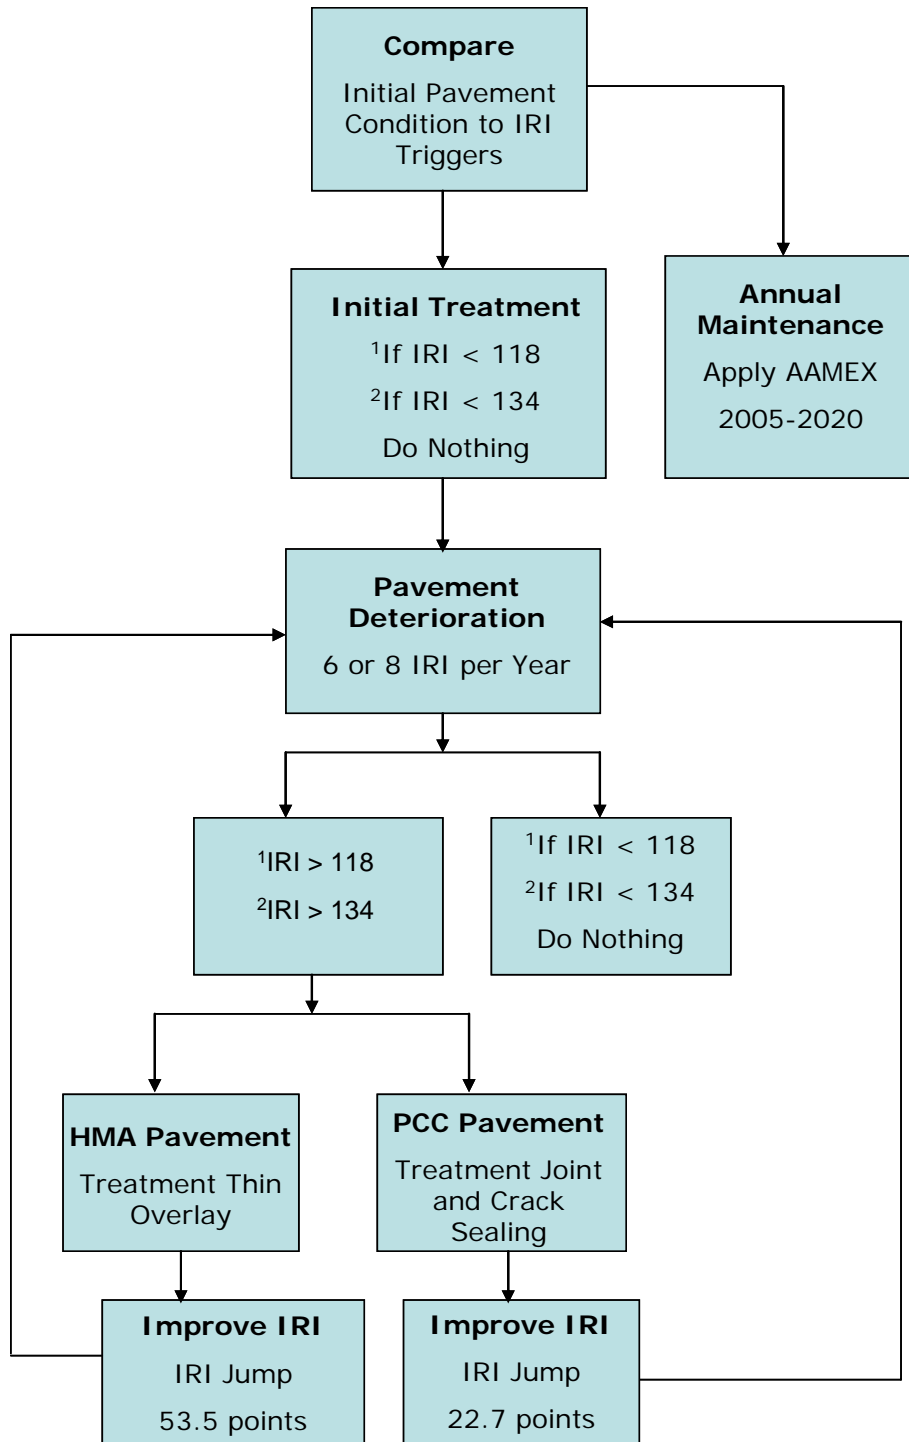 Compare
Initial Pavement
Condition to IRI
Triggers
Initial Treatment
¹If IRI < 118
²If IRI < 134
Do Nothing
Annual
Maintenance
Apply AAMEX
2005-2020
Pavement
Deterioration
6 or 8 IRI per Year
¹IRI > 118
²IRI > 134
¹If IRI < 118
²If IRI < 134
Do Nothing
HMA Pavement
Treatment Thin
Overlay
PCC Pavement
Treatment Joint
and Crack
Sealing
Improve IRI
IRI Jump
53.5 points
Improve IRI
IRI Jump
22.7 points